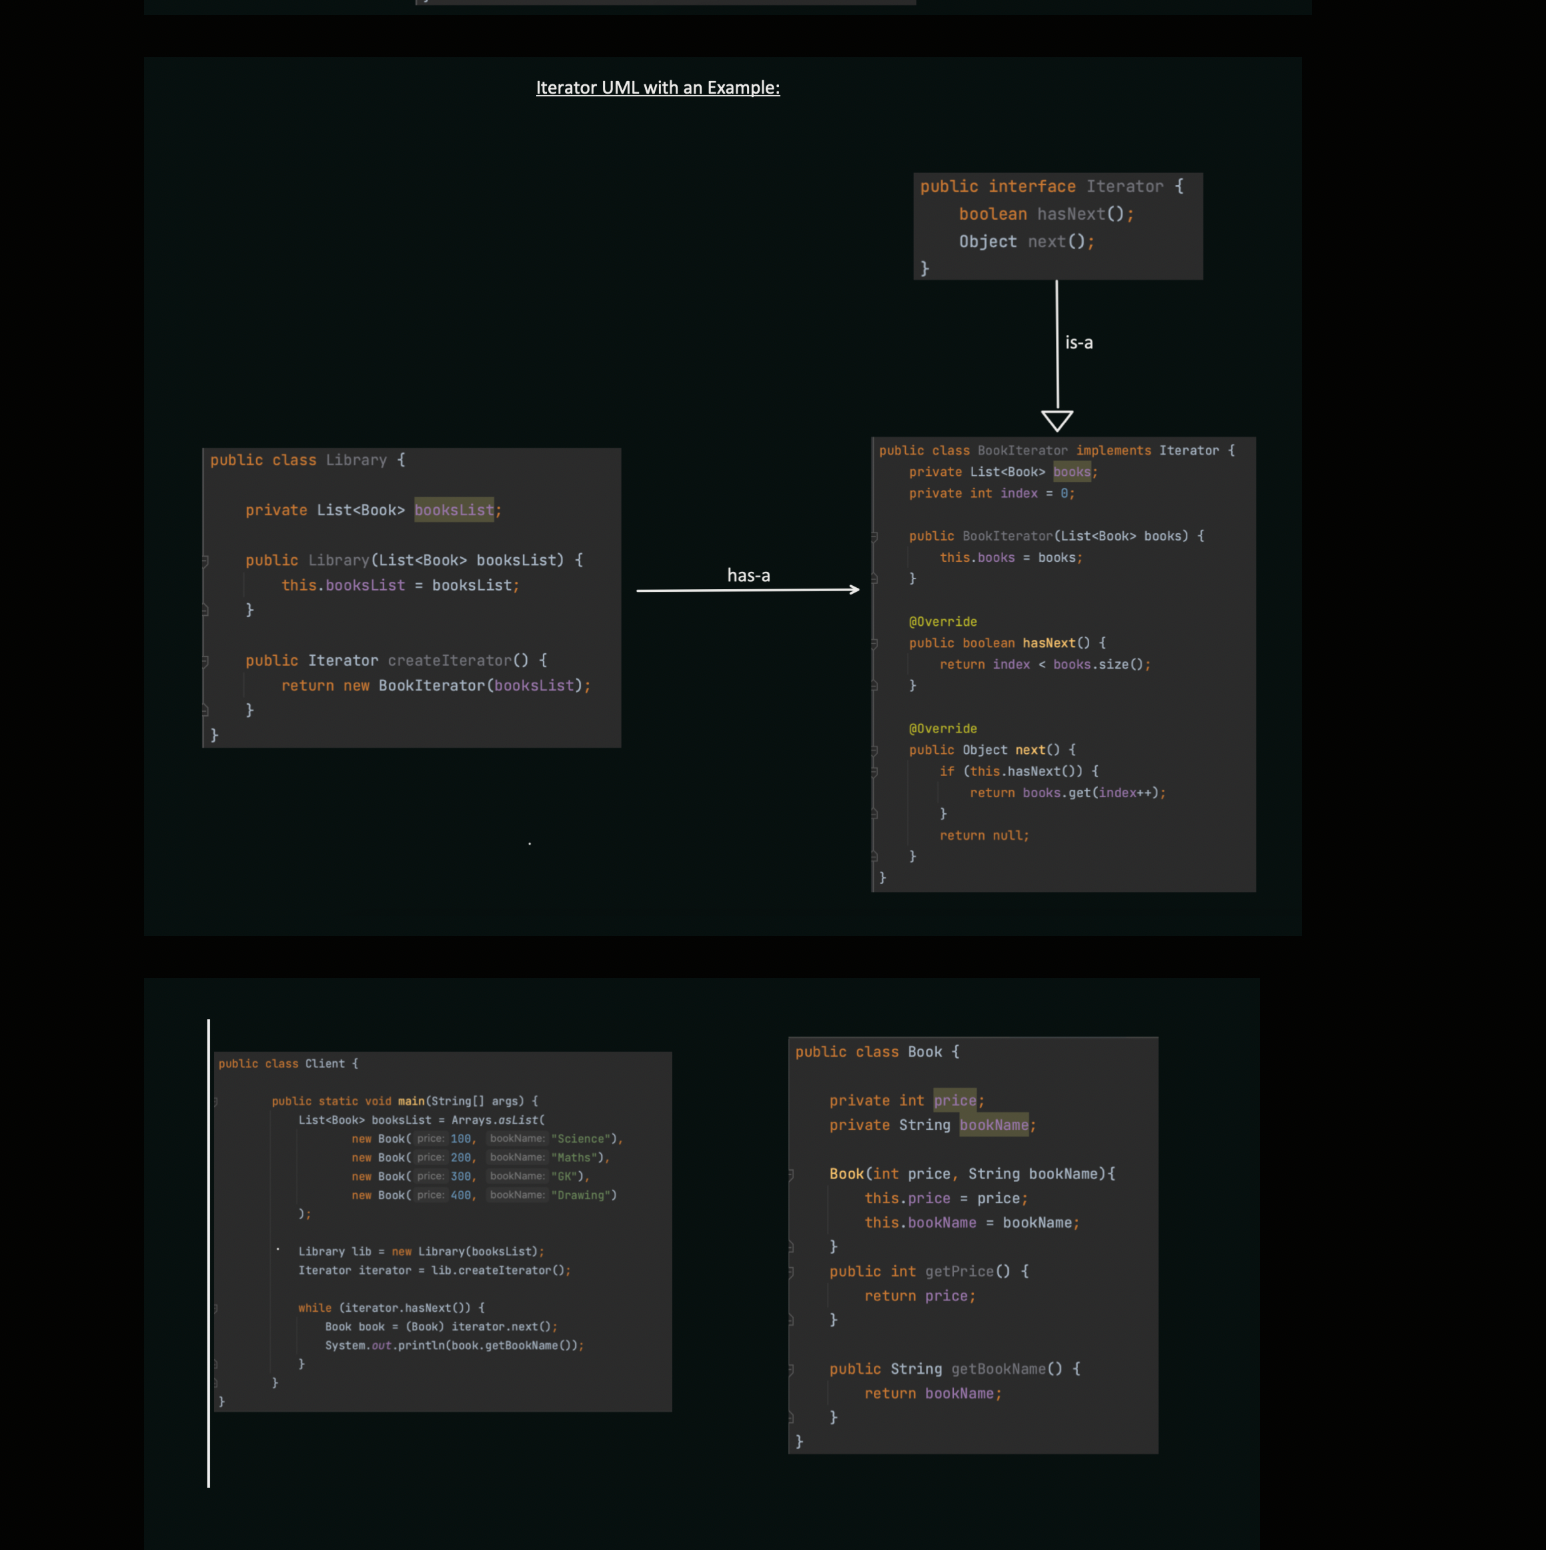 Iterator UML with an Example:
public interface Iterator {
boolean hasNext();
Object next();
}
is-a
public class Library {
private List<Book> booksList;
public Library(List<Book> booksList) {
this.booksList = booksList;
}
public Iterator createIterator() {
return new BookIterator(booksList);
}
}
has-a
public class BookIterator implements Iterator {
private List<Book> books;
private int index = 0;
public BookIterator(List<Book> books) {
this.books = books;
}
@Override
public boolean hasNext() {
return index < books.size();
}
@Override
public Object next() {
if (this.hasNext()) {
return books.get(index++);
}
return null;
}
}
public class Client {
public static void main(String[] args) {
List<Book> booksList = Arrays.asList(
new Book( price: 100, bookName: "Science"),
new Book( price: 200, bookName: "Maths"),
new Book( price: 300, bookName: "GK"),
new Book( price: 400, bookName: "Drawing")
);
Library lib = new Library(booksList);
Iterator iterator = lib.createIterator();
while (iterator.hasNext()) {
Book book = (Book) iterator.next();
System.out.println(book.getBookName());
}
}
}
public class Book {
private int price;
private String bookName;
Book(int price, String bookName){
this.price = price;
this.bookName = bookName;
}
public int getPrice() {
return price;
}
public String getBookName() {
return bookName;
}
}